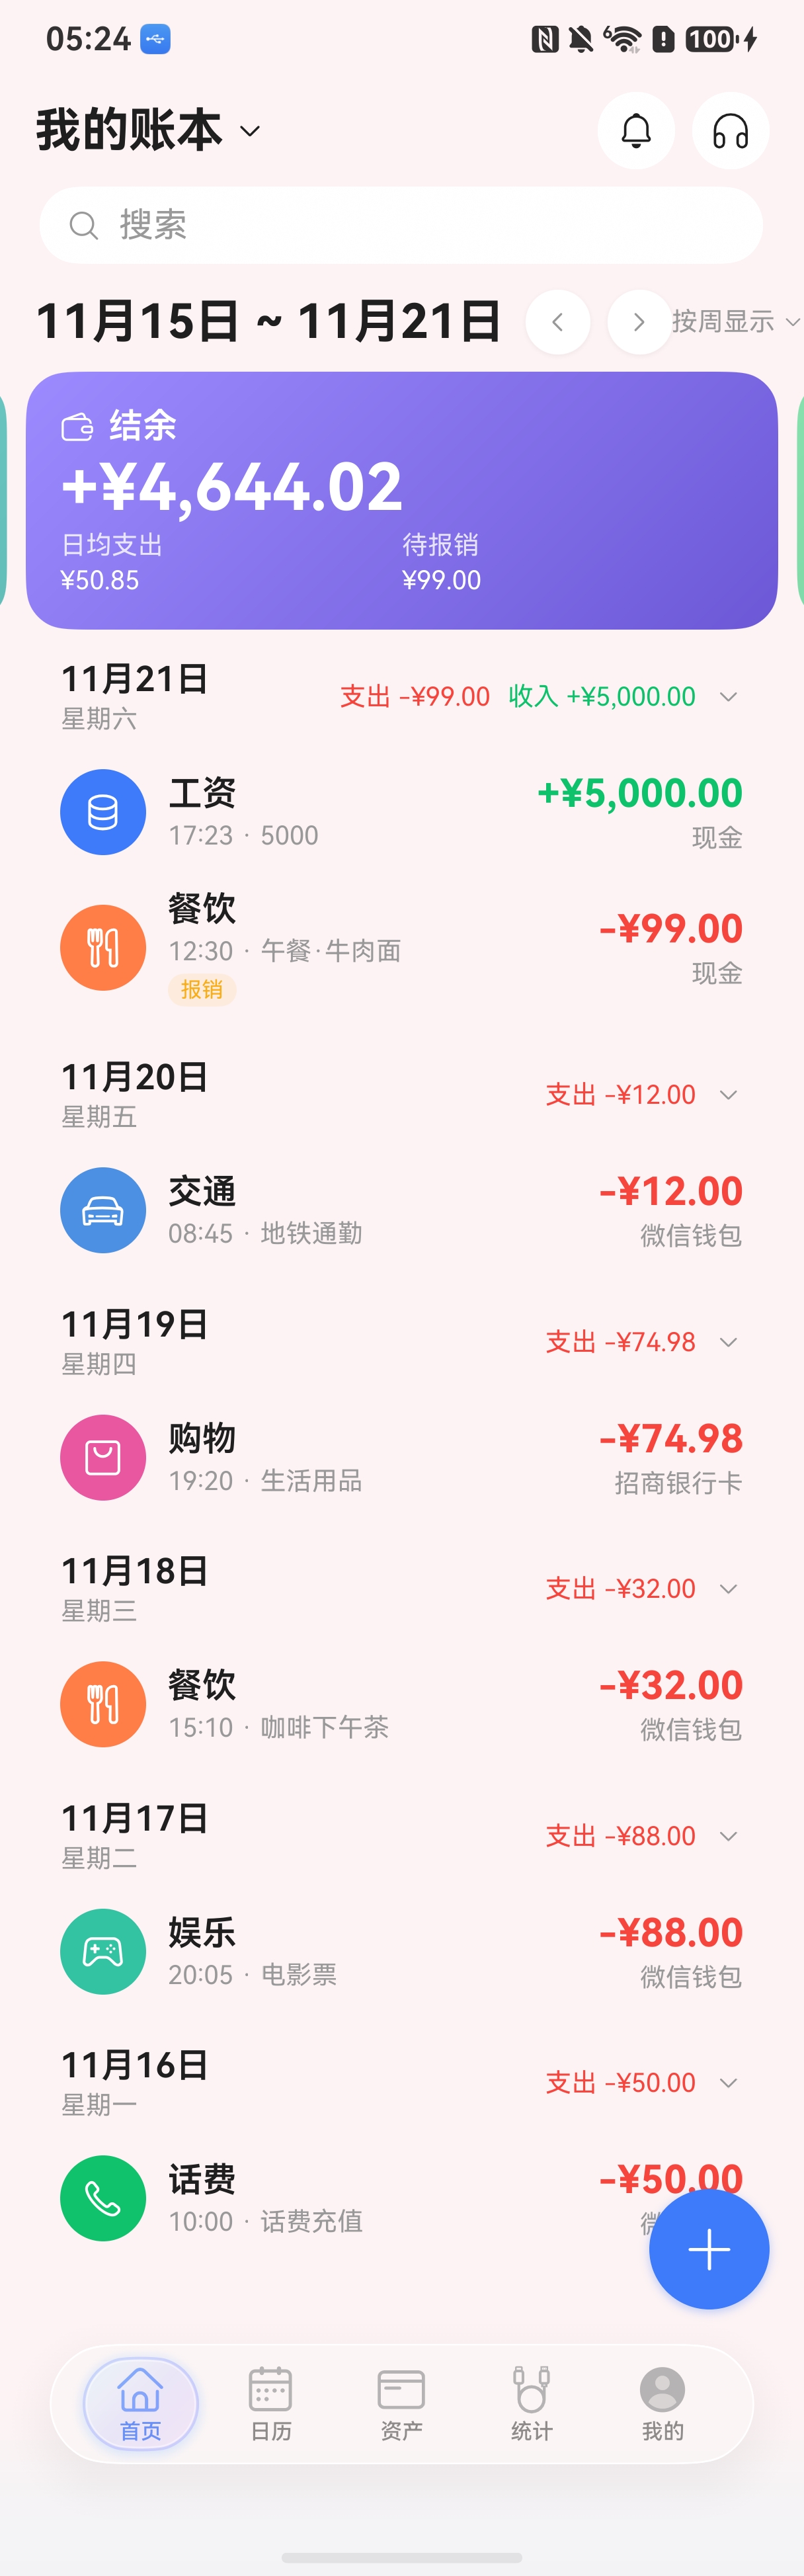 05:24
100
我的账本
搜索
11月15日 ~ 11月21日
按周显示
结余
+¥4,644.02
日均支出 待报销
¥50.85 ¥99.00
11月21日
星期六
支出 -¥99.00 收入 +¥5,000.00
工资
+¥5,000.00
17:23 · 5000
现金
餐饮
-¥99.00
12:30 · 午餐·牛肉面
现金
报销
11月20日
星期五
支出 -¥12.00
交通
-¥12.00
08:45 · 地铁通勤
微信钱包
11月19日
星期四
支出 -¥74.98
购物
-¥74.98
19:20 · 生活用品
招商银行卡
11月18日
星期三
支出 -¥32.00
餐饮
-¥32.00
15:10 · 咖啡下午茶
微信钱包
11月17日
星期二
支出 -¥88.00
娱乐
-¥88.00
20:05 · 电影票
微信钱包
11月16日
星期一
支出 -¥50.00
话费
-¥50.00
10:00 · 话费充值
首页 日历 资产 统计 我的